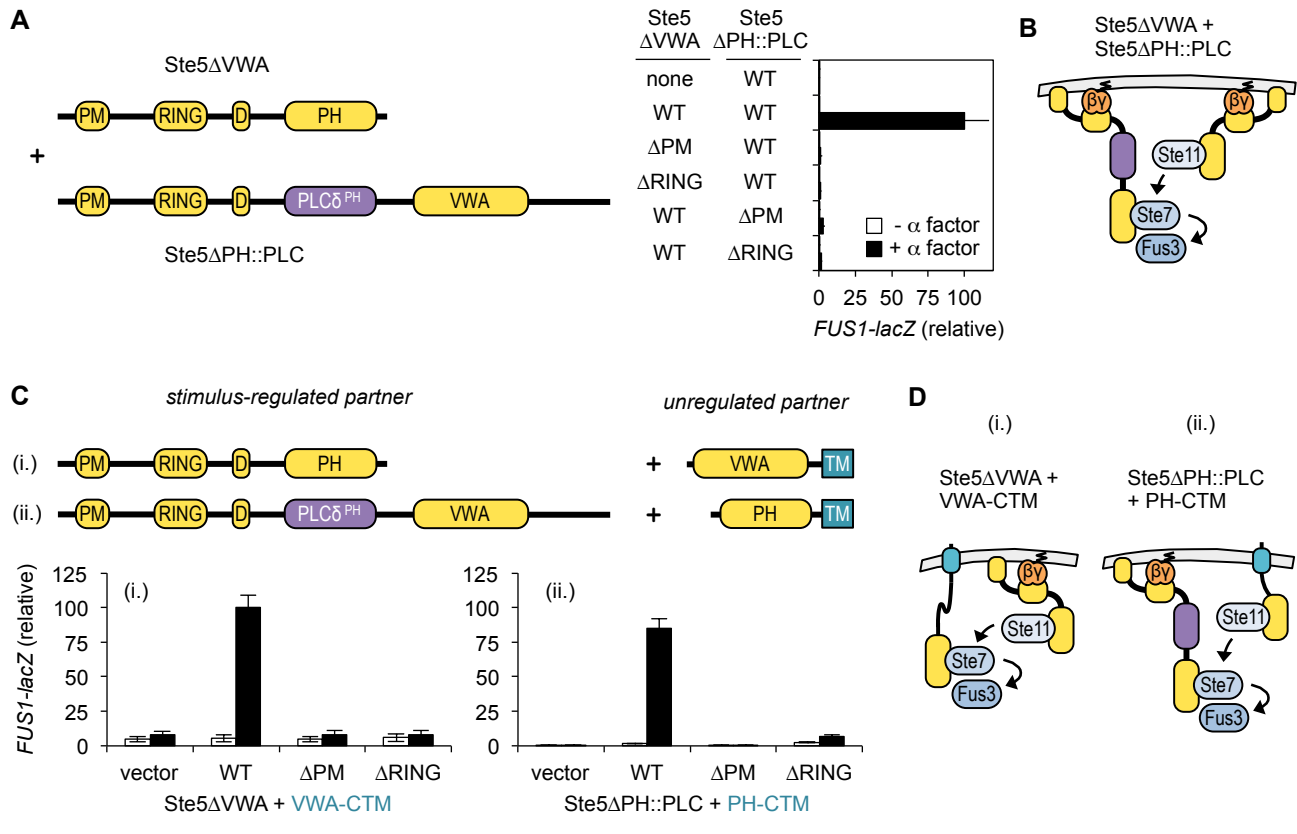 A
Ste5ΔVWA
PM RING D PH
+
PM RING D PLCδ PH VWA
Ste5ΔPH::PLC
Ste5 Ste5
ΔVWA ΔPH::PLC
none WT
WT WT
ΔPM WT
ΔRING WT
WT ΔPM
WT ΔRING
- α factor
+ α factor
0 25 50 75 100
FUS1-lacZ (relative)
B
Ste5ΔVWA +
Ste5ΔPH::PLC
βγ βγ
Ste11
Ste7
Fus3
C
stimulus-regulated partner unregulated partner
(i.) PM RING D PH + VWA TM
(ii.) PM RING D PLCδ PH VWA + PH TM
FUS1-lacZ (relative)
125
100
75
50
25
0
(i.)
vector WT ΔPM ΔRING
Ste5ΔVWA + VWA-CTM
125
100
75
50
25
0
(ii.)
vector WT ΔPM ΔRING
Ste5ΔPH::PLC + PH-CTM
D
(i.) (ii.)
Ste5ΔVWA +
VWA-CTM
Ste5ΔPH::PLC
+ PH-CTM
βγ
Ste11
Ste7
Fus3
βγ
Ste11
Ste7
Fus3